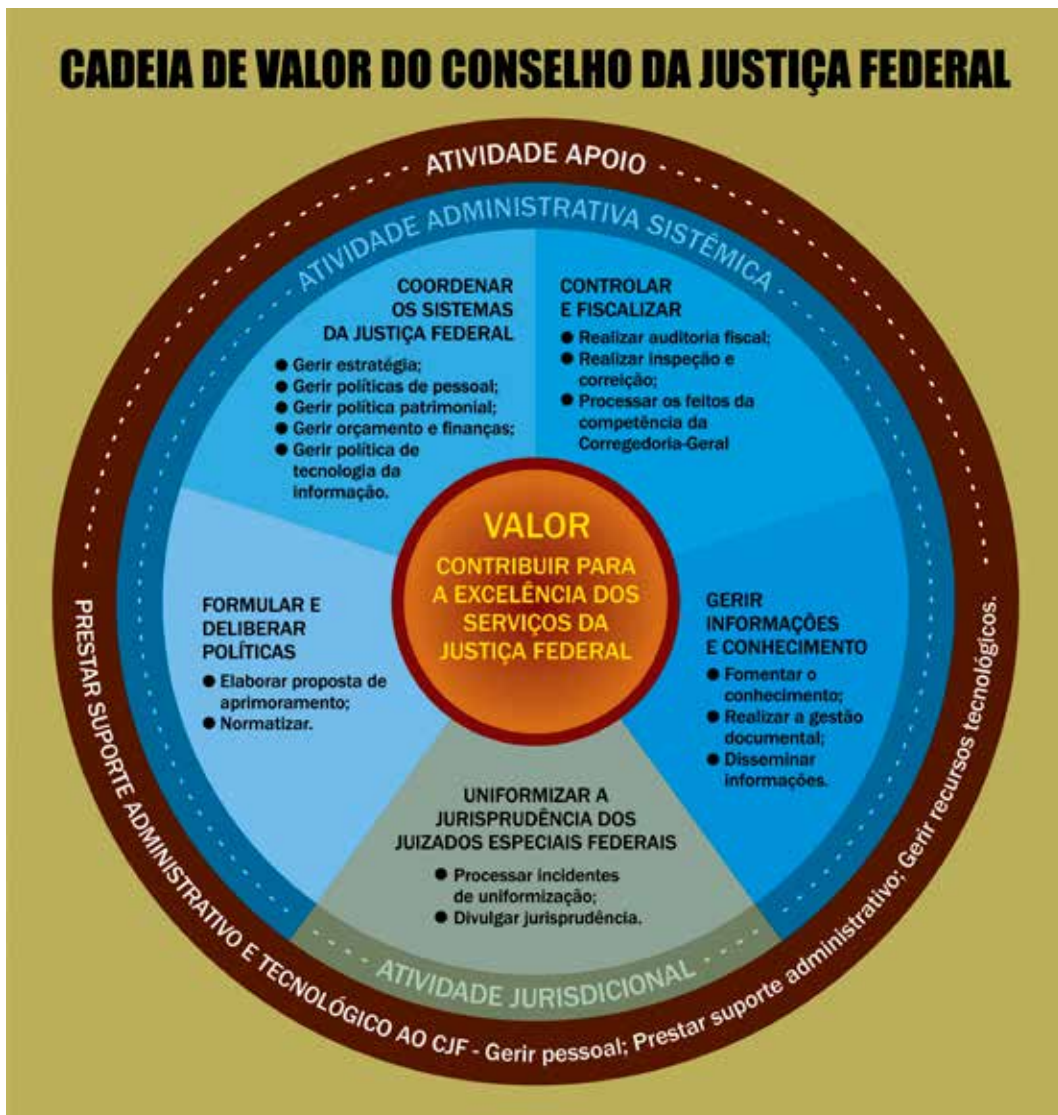 CADEIA DE VALOR DO CONSELHO DA JUSTIÇA FEDERAL
ATIVIDADE APOIO
ATIVIDADE ADMINISTRATIVA SISTÊMICA
COORDENAR
OS SISTEMAS
DA JUSTIÇA FEDERAL
● Gerir estratégia;
● Gerir políticas de pessoal;
● Gerir política patrimonial;
● Gerir orçamento e finanças;
● Gerir política de
tecnologia da
informação.
CONTROLAR
E FISCALIZAR
● Realizar auditoria fiscal;
● Realizar inspeção e
correição;
● Processar os feitos da
competência da
Corregedoria-Geral
VALOR
CONTRIBUIR PARA
A EXCELÊNCIA DOS
SERVIÇOS DA
JUSTIÇA FEDERAL
FORMULAR E
DELIBERAR
POLÍTICAS
● Elaborar proposta de
aprimoramento;
● Normatizar.
GERIR
INFORMAÇÕES
E CONHECIMENTO
● Fomentar o
conhecimento;
● Realizar a gestão
documental;
● Disseminar
informações.
UNIFORMIZAR A
JURISPRUDÊNCIA DOS
JUIZADOS ESPECIAIS FEDERAIS
● Processar incidentes
de uniformização;
● Divulgar jurisprudência.
ATIVIDADE JURISDICIONAL
PRESTAR SUPORTE ADMINISTRATIVO E TECNOLÓGICO AO CJF - Gerir pessoal; Prestar suporte administrativo; Gerir recursos tecnológicos.